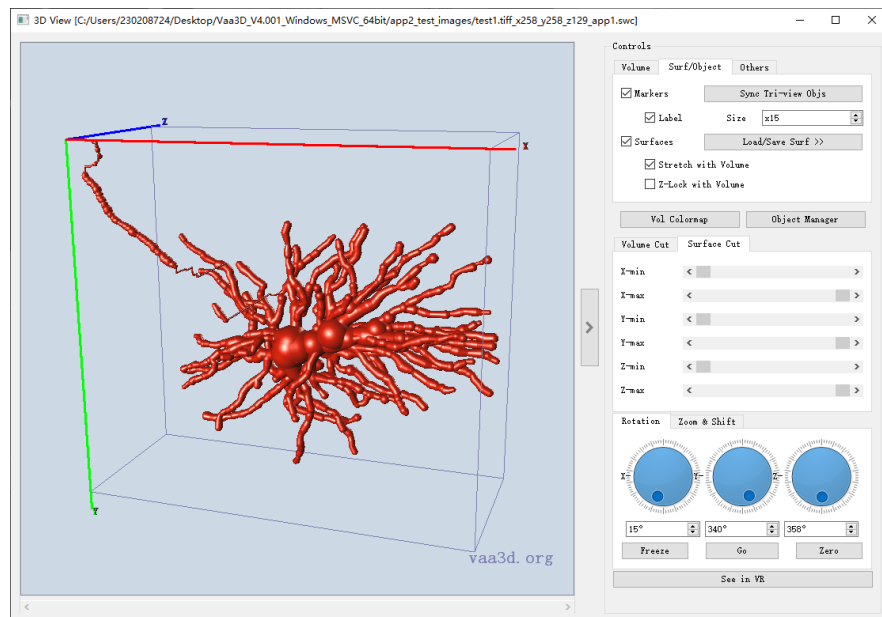 3D View [C:/Users/230208724/Desktop/Vaa3D_V4.001_Windows_MSVC_64bit/app2_test_images/test1.tiff_x258_y258_z129_app1.swc]
Controls
Volume Surf/Object Others
Markers Sync Tri-view Objs
Label Size x15
Surfaces Load/Save Surf >>
Stretch with Volume
Z-Lock with Volume
Vol Colormap Object Manager
Volume Cut Surface Cut
X-min
X-max
Y-min
Y-max
Z-min
Z-max
Rotation Zoom & Shift
X Y Z
15° 340° 358°
Freeze Go Zero
See in VR
Z
X
Y
vaa3d.org